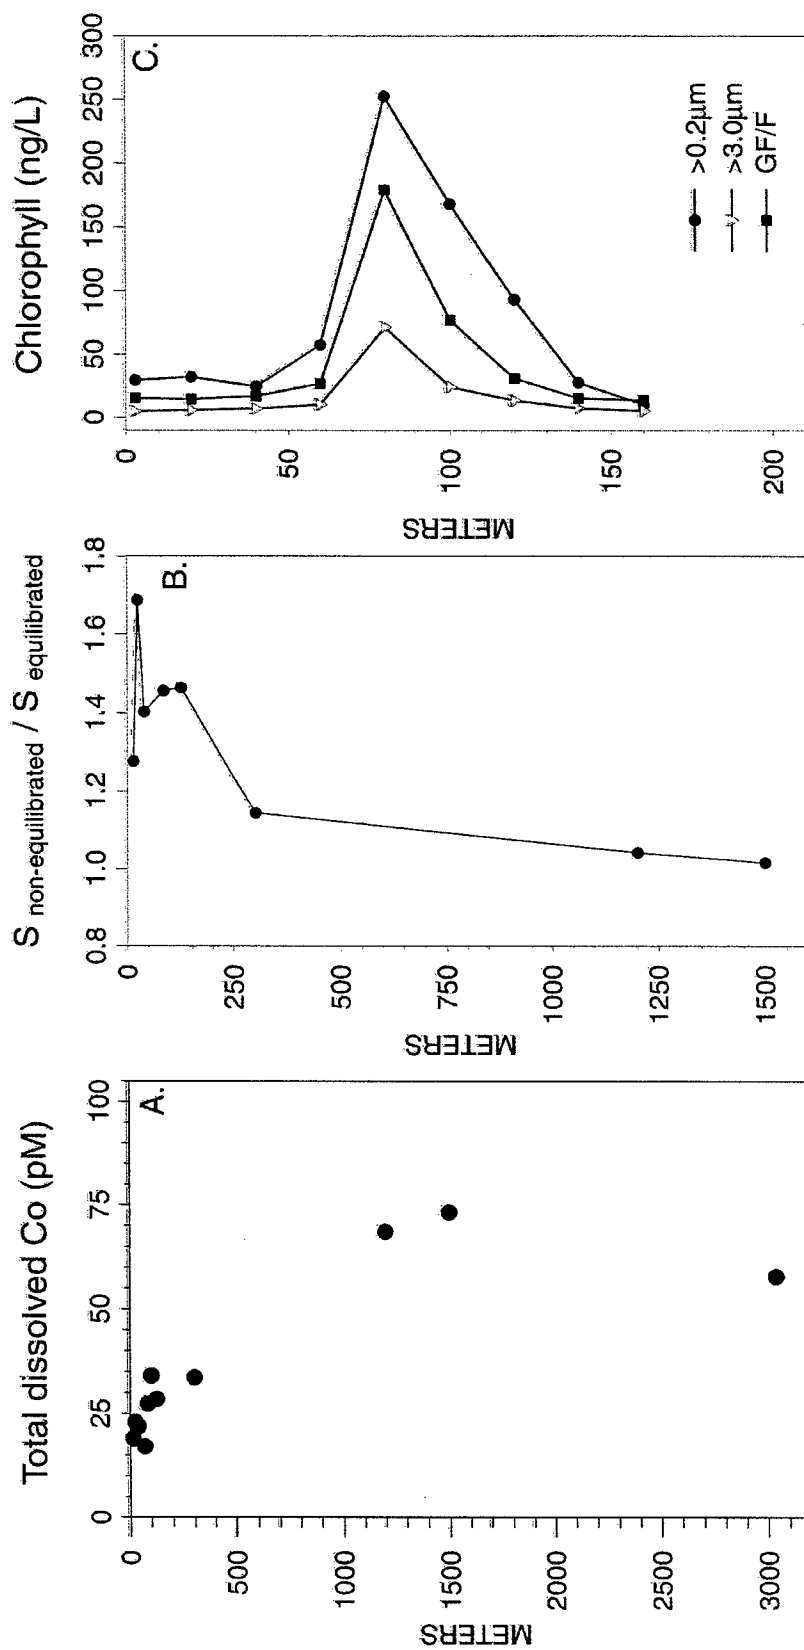 Total dissolved Co (pM)
0 25 50 75 100
A.
METERS
0
500
1000
1500
2000
2500
3000
S non-equilibrated / S equilibrated
0.8 1.0 1.2 1.4 1.6 1.8
B.
METERS
0
250
500
750
1000
1250
1500
Chlorophyll (ng/L)
0 50 100 150 200 250 300
C.
METERS
0
50
100
150
200
>0.2µm
>3.0µm
GF/F